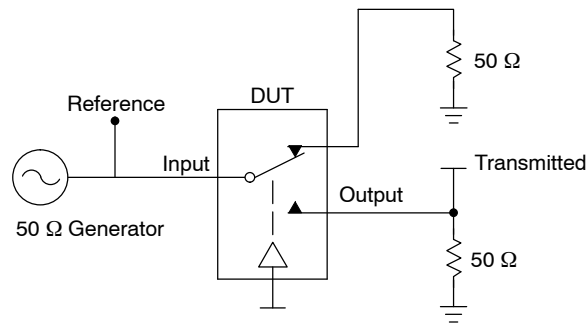 50 Ω
DUT
Reference
Input
Transmitted
Output
50 Ω Generator
50 Ω